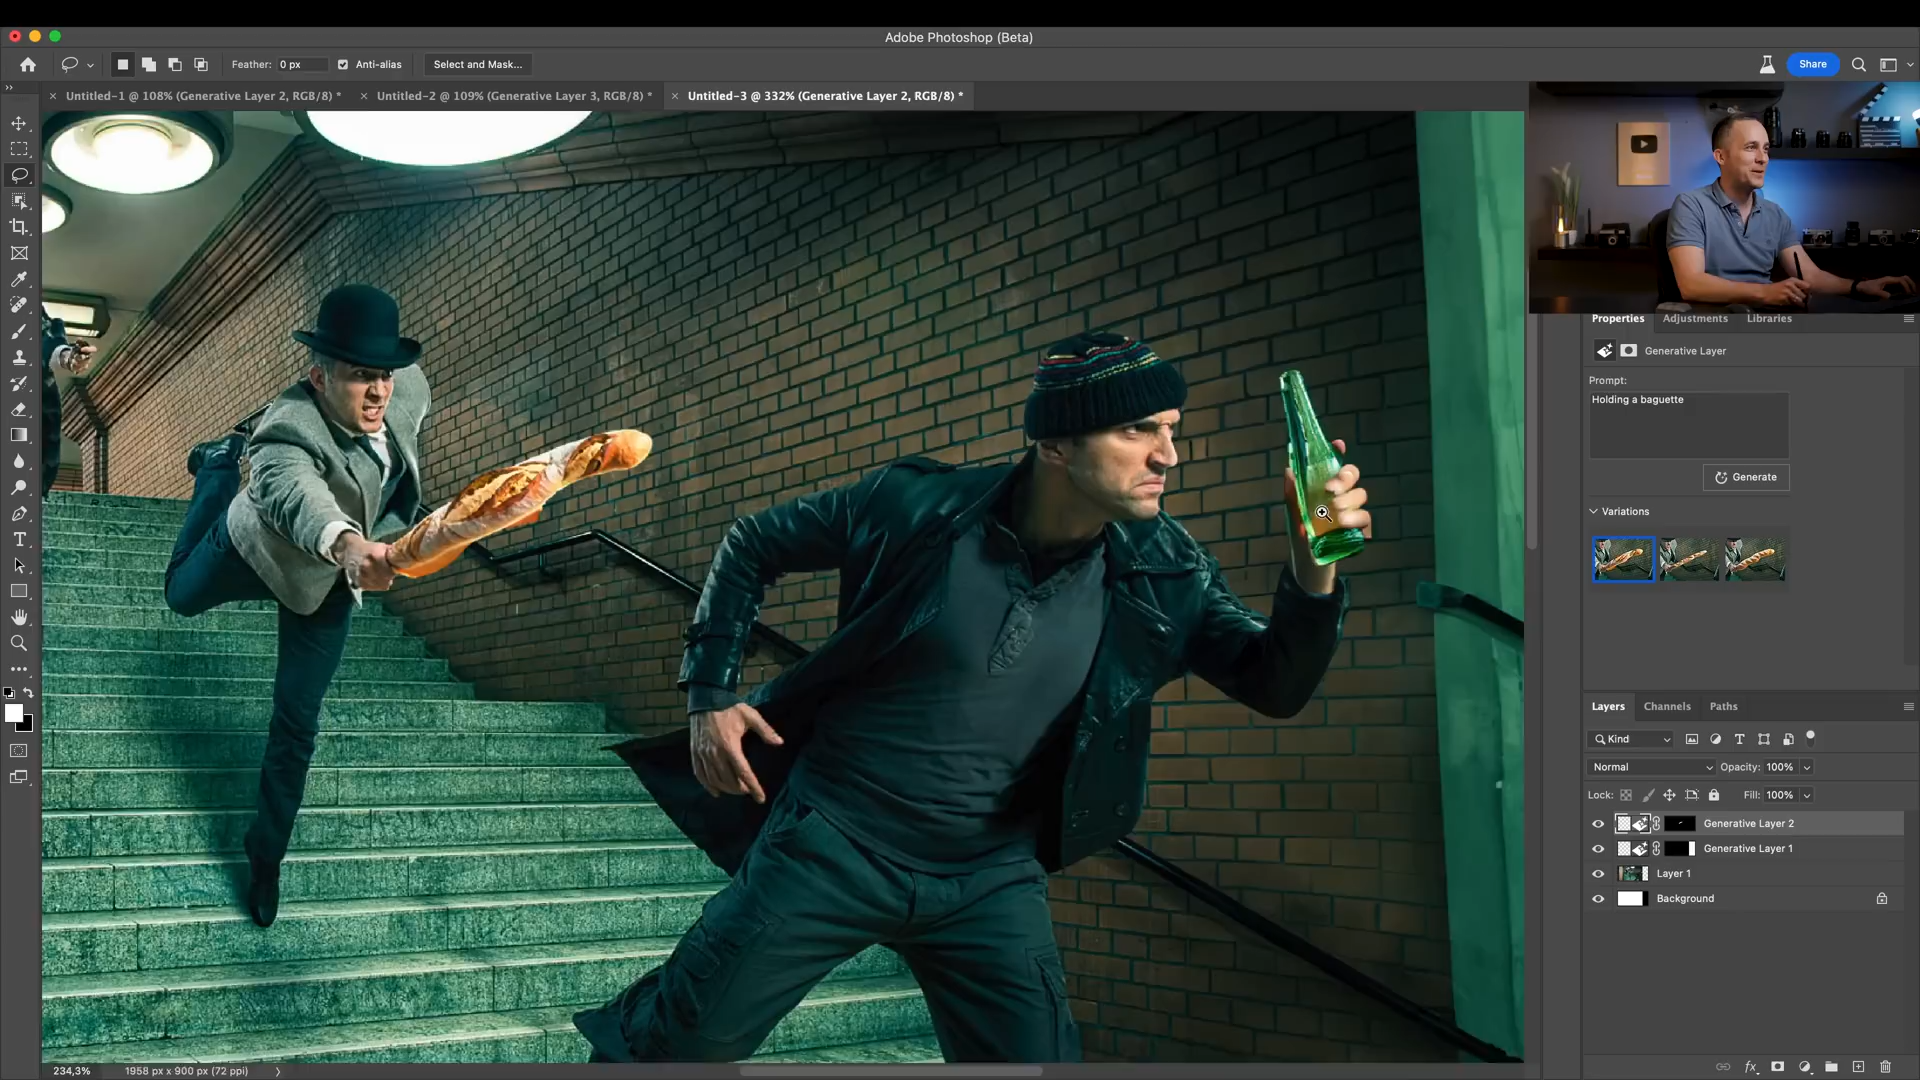 Adobe Photoshop (Beta)
Feather: 0 px Anti-alias Select and Mask... Share
Untitled-1 @ 108% (Generative Layer 2, RGB/8) * Untitled-2 @ 109% (Generative Layer 3, RGB/8) * Untitled-3 @ 332% (Generative Layer 2, RGB/8) *
Properties Adjustments Libraries
Generative Layer
Prompt:
Holding a baguette
Generate
Variations
Layers Channels Paths
Kind
Normal Opacity: 100%
Lock: Fill: 100%
Generative Layer 2
Generative Layer 1
Layer 1
Background
234,3% 1958 px x 900 px (72 ppi)